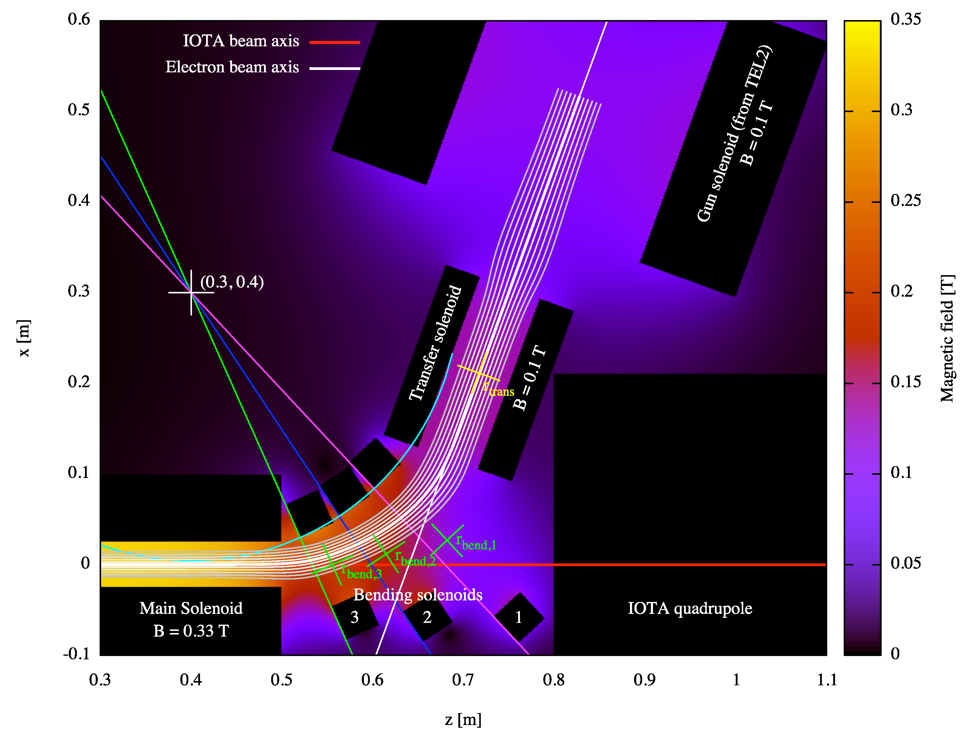 IOTA beam axis
Electron beam axis
Gun solenoid (from TEL2)
B = 0.1 T
(0.3, 0.4)
Transfer solenoid
B = 0.1 T
r_trans
r_bend,1
r_bend,2
r_bend,3
Bending solenoids
3
2
1
Main Solenoid
B = 0.33 T
IOTA quadrupole
x [m]
0.6
0.5
0.4
0.3
0.2
0.1
0
-0.1
0.3
0.4
0.5
0.6
0.7
0.8
0.9
1
1.1
z [m]
0.35
0.3
0.25
0.2
0.15
0.1
0.05
0
Magnetic field [T]